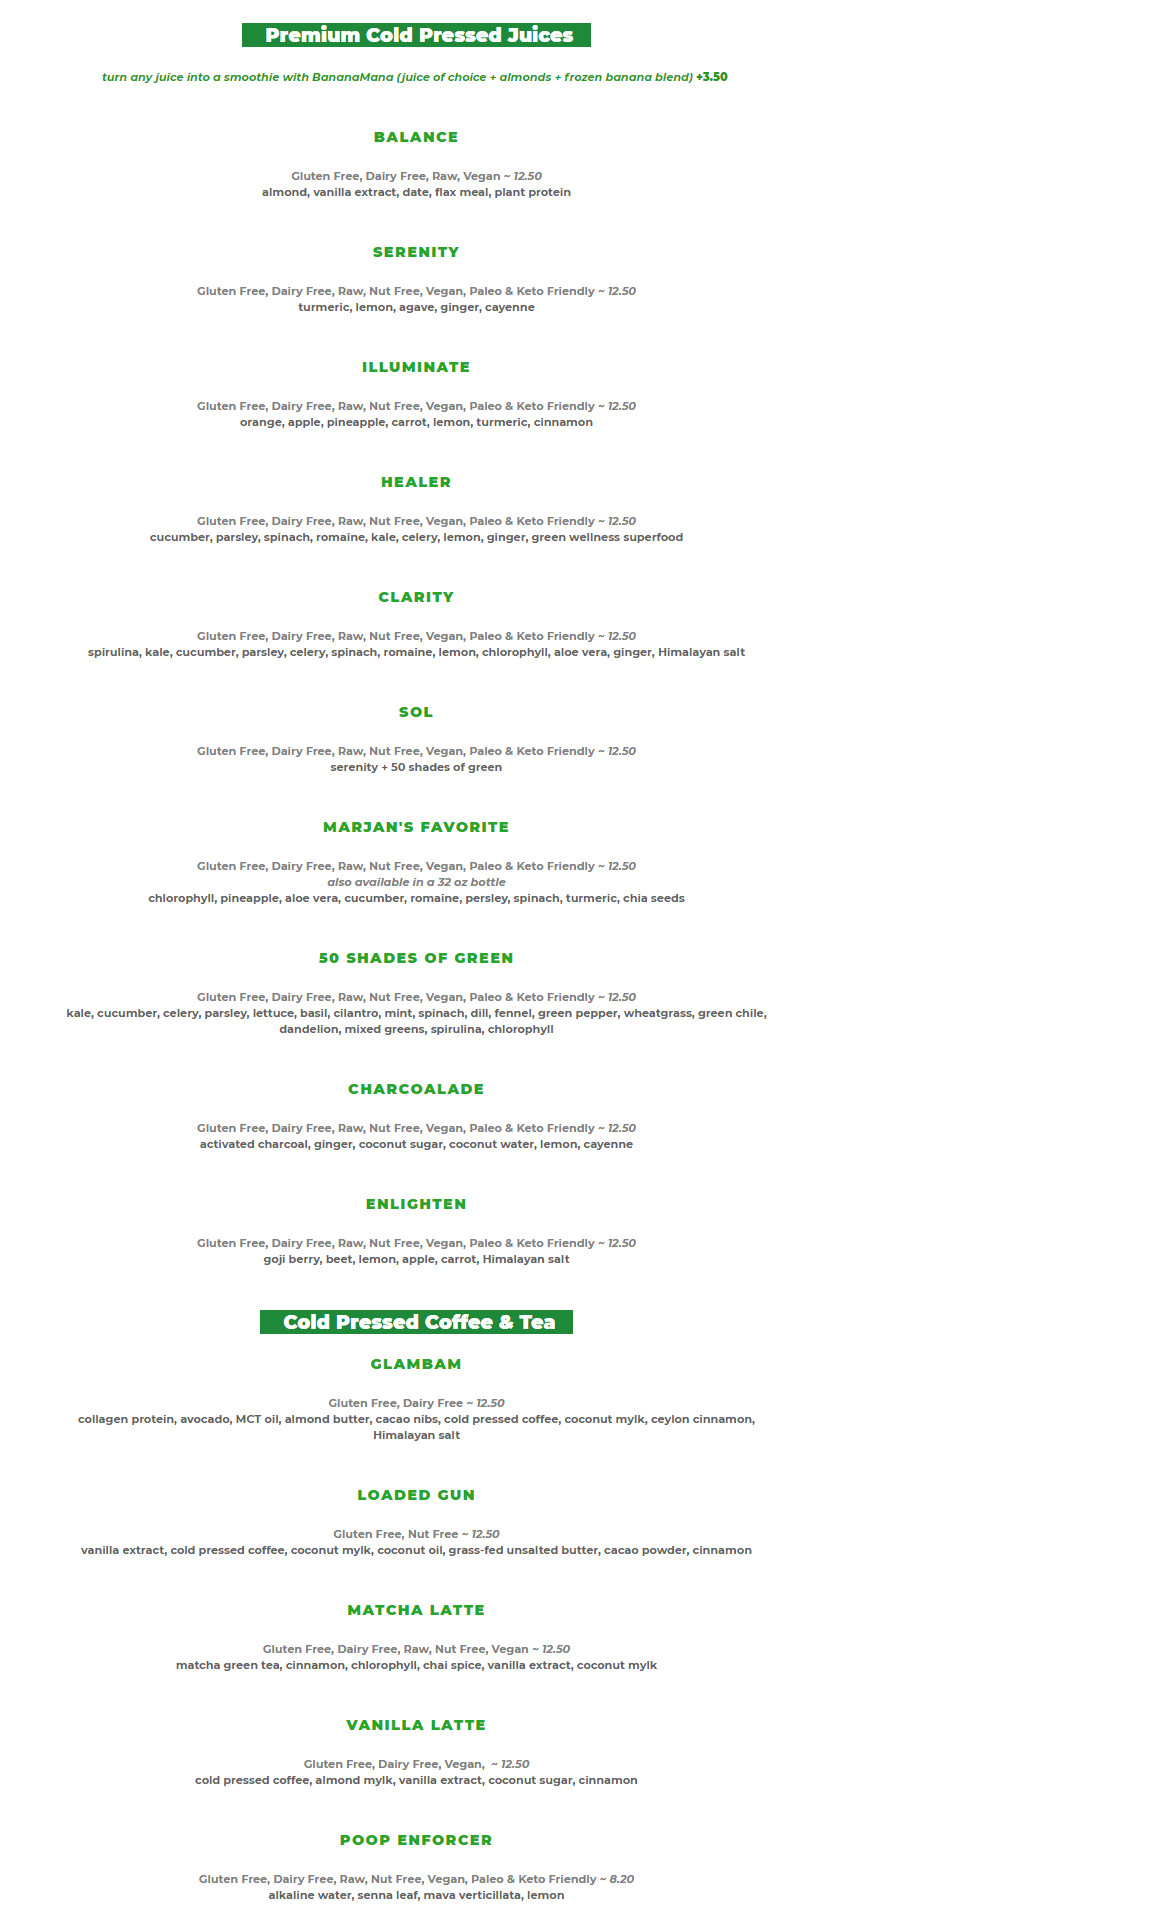 Premium Cold Pressed Juices
turn any juice into a smoothie with BananaMana (juice of choice + almonds + frozen banana blend) +3.50
BALANCE
Gluten Free, Dairy Free, Raw, Vegan ~ 12.50
almond, vanilla extract, date, flax meal, plant protein
SERENITY
Gluten Free, Dairy Free, Raw, Nut Free, Vegan, Paleo & Keto Friendly ~ 12.50
turmeric, lemon, agave, ginger, cayenne
ILLUMINATE
Gluten Free, Dairy Free, Raw, Nut Free, Vegan, Paleo & Keto Friendly ~ 12.50
orange, apple, pineapple, carrot, lemon, turmeric, cinnamon
HEALER
Gluten Free, Dairy Free, Raw, Nut Free, Vegan, Paleo & Keto Friendly ~ 12.50
cucumber, parsley, spinach, romaine, kale, celery, lemon, ginger, green wellness superfood
CLARITY
Gluten Free, Dairy Free, Raw, Nut Free, Vegan, Paleo & Keto Friendly ~ 12.50
spirulina, kale, cucumber, parsley, celery, spinach, romaine, lemon, chlorophyll, aloe vera, ginger, Himalayan salt
SOL
Gluten Free, Dairy Free, Raw, Nut Free, Vegan, Paleo & Keto Friendly ~ 12.50
serenity + 50 shades of green
MARJAN'S FAVORITE
Gluten Free, Dairy Free, Raw, Nut Free, Vegan, Paleo & Keto Friendly ~ 12.50
also available in a 32 oz bottle
chlorophyll, pineapple, aloe vera, cucumber, romaine, persley, spinach, turmeric, chia seeds
50 SHADES OF GREEN
Gluten Free, Dairy Free, Raw, Nut Free, Vegan, Paleo & Keto Friendly ~ 12.50
kale, cucumber, celery, parsley, lettuce, basil, cilantro, mint, spinach, dill, fennel, green pepper, wheatgrass, green chile,
dandelion, mixed greens, spirulina, chlorophyll
CHARCOALADE
Gluten Free, Dairy Free, Raw, Nut Free, Vegan, Paleo & Keto Friendly ~ 12.50
activated charcoal, ginger, coconut sugar, coconut water, lemon, cayenne
ENLIGHTEN
Gluten Free, Dairy Free, Raw, Nut Free, Vegan, Paleo & Keto Friendly ~ 12.50
goji berry, beet, lemon, apple, carrot, Himalayan salt
Cold Pressed Coffee & Tea
GLAMBAM
Gluten Free, Dairy Free ~ 12.50
collagen protein, avocado, MCT oil, almond butter, cacao nibs, cold pressed coffee, coconut mylk, ceylon cinnamon,
Himalayan salt
LOADED GUN
Gluten Free, Nut Free ~ 12.50
vanilla extract, cold pressed coffee, coconut mylk, coconut oil, grass-fed unsalted butter, cacao powder, cinnamon
MATCHA LATTE
Gluten Free, Dairy Free, Raw, Nut Free, Vegan ~ 12.50
matcha green tea, cinnamon, chlorophyll, chai spice, vanilla extract, coconut mylk
VANILLA LATTE
Gluten Free, Dairy Free, Vegan, ~ 12.50
cold pressed coffee, almond mylk, vanilla extract, coconut sugar, cinnamon
POOP ENFORCER
Gluten Free, Dairy Free, Raw, Nut Free, Vegan, Paleo & Keto Friendly ~ 8.20
alkaline water, senna leaf, mava verticillata, lemon